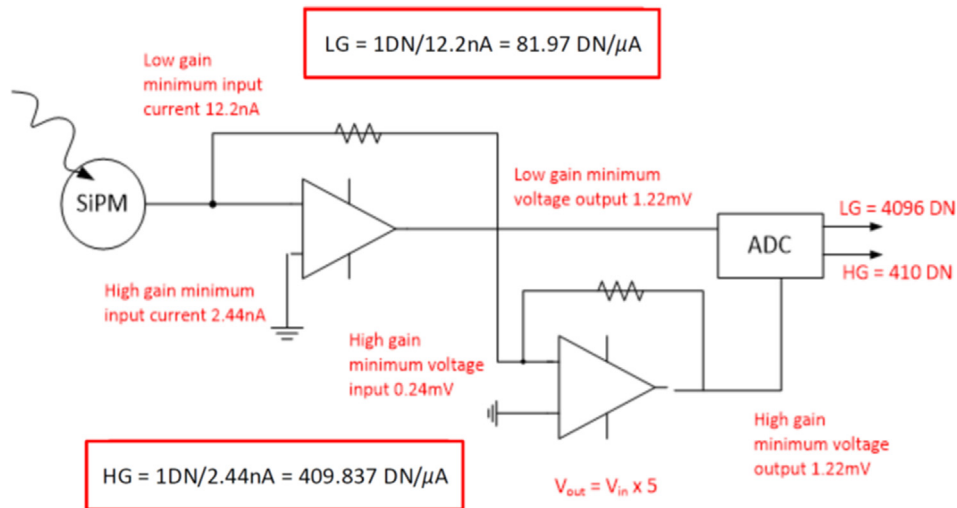 LG = 1DN/12.2nA = 81.97 DN/μA
Low gain
minimum input
current 12.2nA
SiPM
Low gain minimum
voltage output 1.22mV
LG = 4096 DN
ADC
HG = 410 DN
High gain minimum
input current 2.44nA
High gain
minimum voltage
input 0.24mV
High gain
minimum voltage
output 1.22mV
HG = 1DN/2.44nA = 409.837 DN/μA
Vout = Vin x 5